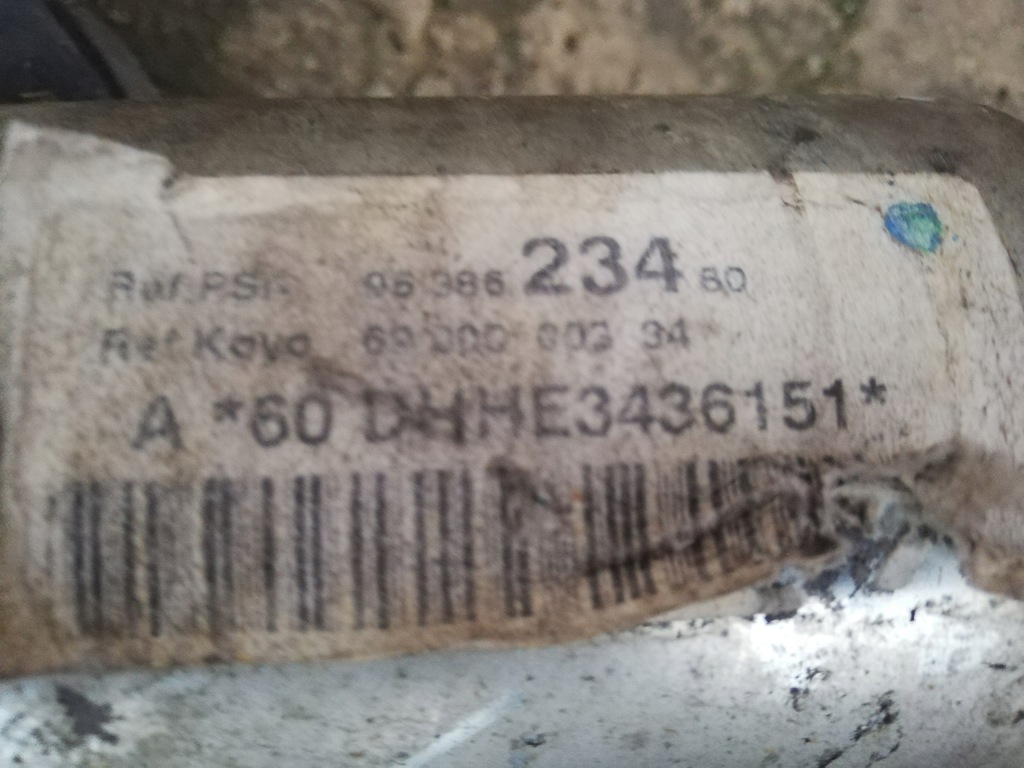 Ref. PSA 96 386 234 80
Ref Koyo 69 000 003 34
A *60 DHHE3436151*